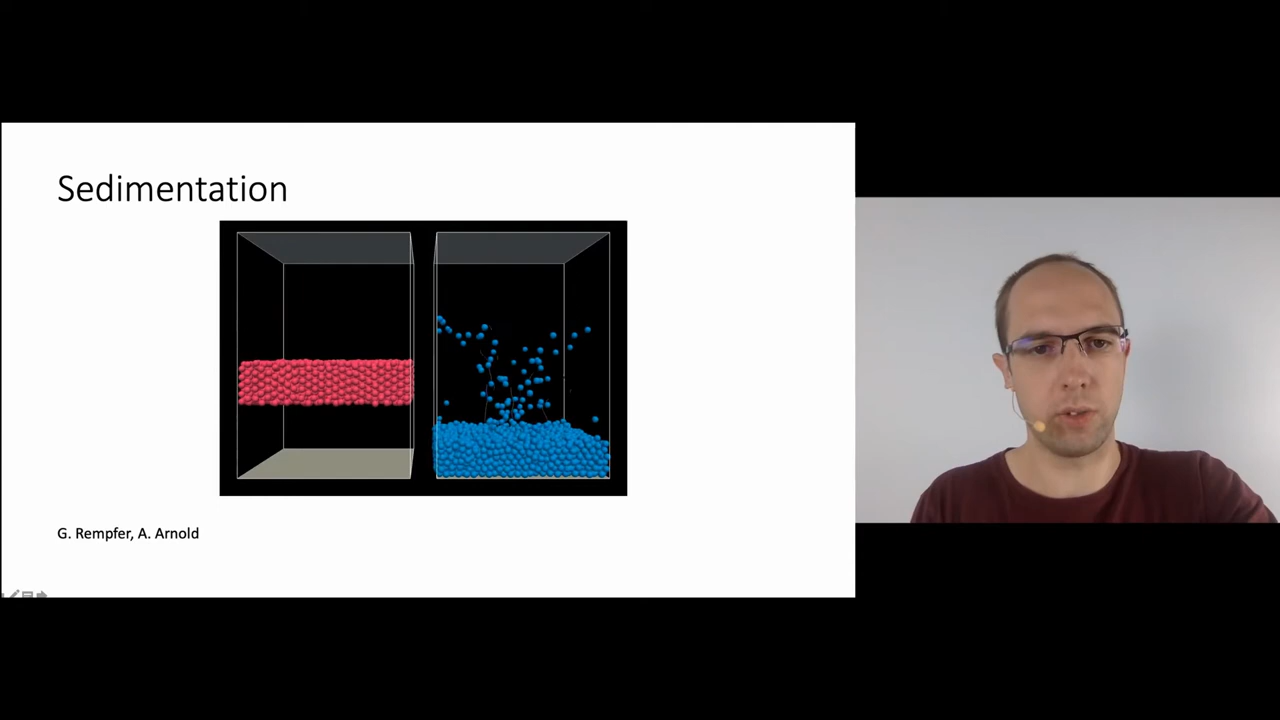 Sedimentation
G. Rempfer, A. Arnold